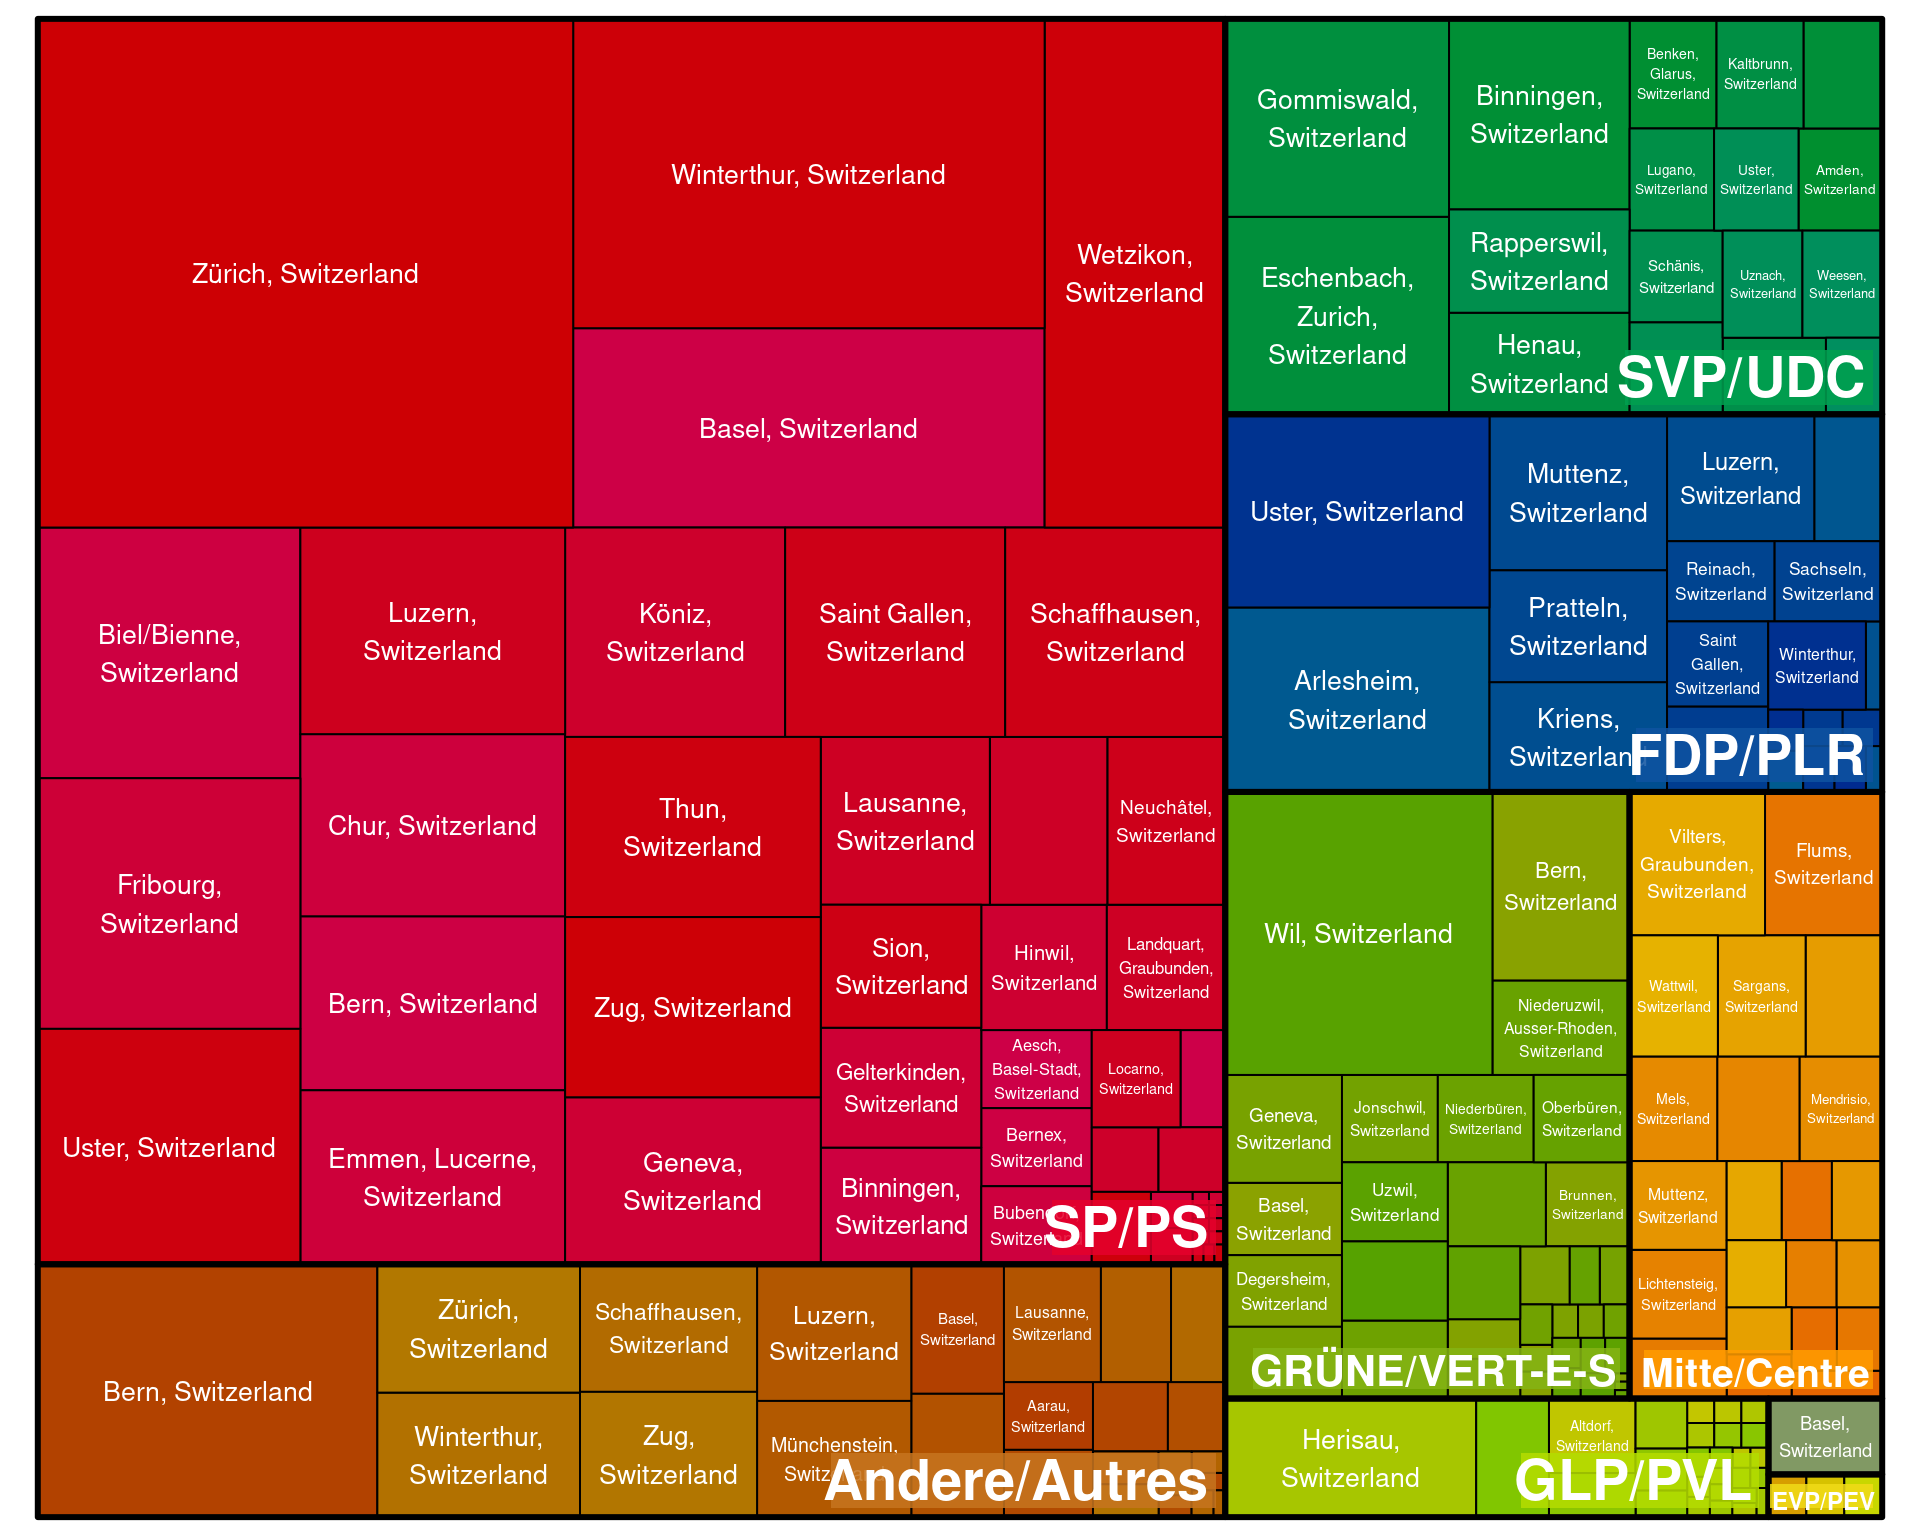 Zürich, Switzerland
Winterthur, Switzerland
Basel, Switzerland
Wetzikon,
Switzerland
Biel/Bienne,
Switzerland
Fribourg,
Switzerland
Uster, Switzerland
Luzern,
Switzerland
Chur, Switzerland
Bern, Switzerland
Emmen, Lucerne,
Switzerland
Köniz,
Switzerland
Saint Gallen,
Switzerland
Schaffhausen,
Switzerland
Thun,
Switzerland
Zug, Switzerland
Geneva,
Switzerland
Lausanne,
Switzerland
Neuchâtel,
Switzerland
Sion,
Switzerland
Hinwil,
Switzerland
Landquart,
Graubunden,
Switzerland
Gelterkinden,
Switzerland
Binningen,
Switzerland
Aesch,
Basel-Stadt,
Switzerland
Bernex,
Switzerland
Locarno,
Switzerland
SP/PS
Bern, Switzerland
Zürich,
Switzerland
Winterthur,
Switzerland
Schaffhausen,
Switzerland
Zug,
Switzerland
Luzern,
Switzerland
Münchenstein,
Basel,
Switzerland
Lausanne,
Switzerland
Aarau,
Switzerland
Andere/Autres
Gommiswald,
Switzerland
Eschenbach,
Zurich,
Switzerland
Binningen,
Switzerland
Rapperswil,
Switzerland
Henau,
Switzerland
Benken,
Glarus,
Switzerland
Kaltbrunn,
Switzerland
Lugano,
Switzerland
Uster,
Switzerland
Amden,
Switzerland
Schänis,
Switzerland
Uznach,
Switzerland
Weesen,
Switzerland
SVP/UDC
Uster, Switzerland
Arlesheim,
Switzerland
Muttenz,
Switzerland
Pratteln,
Switzerland
Kriens,
Switzerland
Luzern,
Switzerland
Reinach,
Switzerland
Sachseln,
Switzerland
Saint
Gallen,
Switzerland
Winterthur,
Switzerland
FDP/PLR
Wil, Switzerland
Bern,
Switzerland
Niederuzwil,
Ausser-Rhoden,
Switzerland
Geneva,
Switzerland
Basel,
Switzerland
Degersheim,
Switzerland
Jonschwil,
Switzerland
Niederbüren,
Switzerland
Oberbüren,
Switzerland
Uzwil,
Switzerland
Brunnen,
Switzerland
GRÜNE/VERT-E-S
Vilters,
Graubunden,
Switzerland
Flums,
Switzerland
Wattwil,
Switzerland
Sargans,
Switzerland
Mels,
Switzerland
Mendrisio,
Switzerland
Muttenz,
Switzerland
Lichtensteig,
Switzerland
Mitte/Centre
Herisau,
Switzerland
Altdorf,
Switzerland
GLP/PVL
Basel,
Switzerland
EVP/PEV